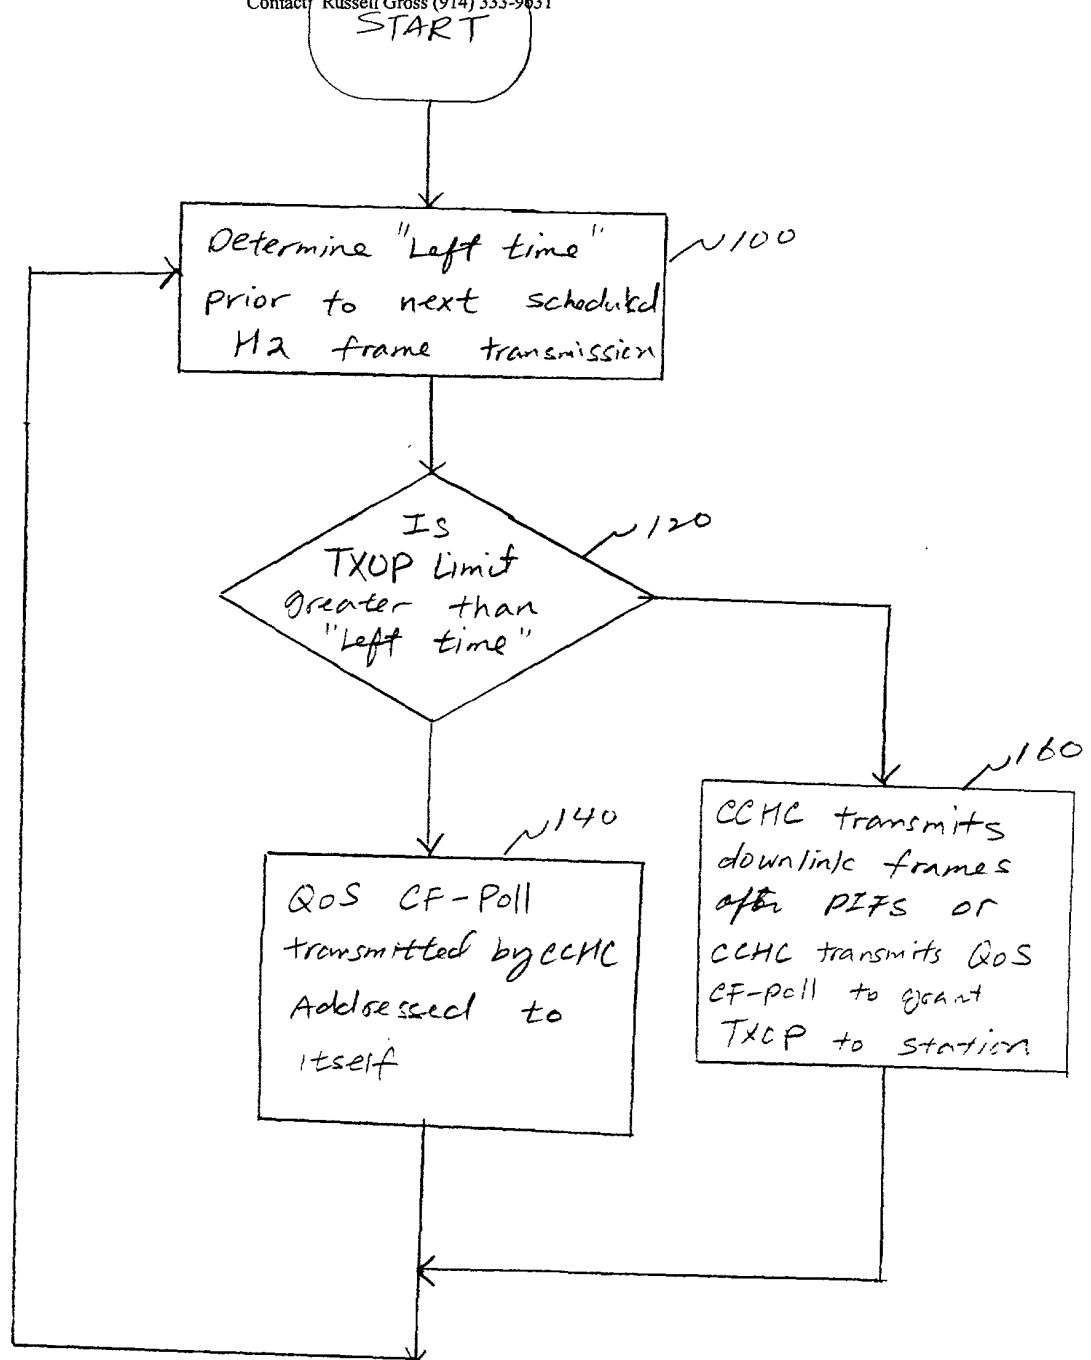 Contact: Russell Gross (914) 333-9631
START
Determine "Left time"
prior to next scheduled
H2 frame transmission
~100
Is
TXOP Limit
greater than
"Left time"
~120
~140
QoS CF-Poll
transmitted by CCHC
Addressed to
itself
~160
CCHC transmits
downlink frames
after PIFS or
CCHC transmits QoS
CF-poll to grant
TXOP to station